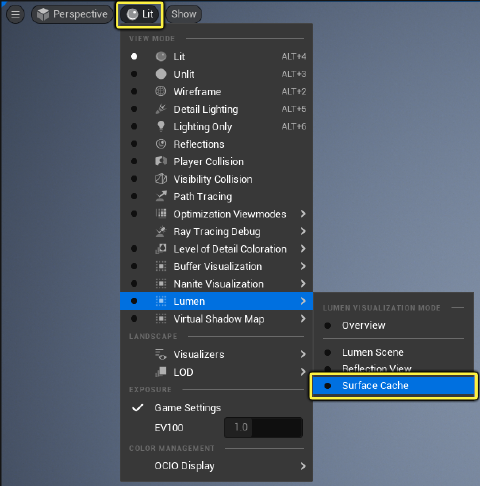 Perspective Lit Show
VIEW MODE
Lit ALT+4
Unlit ALT+3
Wireframe ALT+2
Detail Lighting ALT+5
Lighting Only ALT+6
Reflections
Player Collision
Visibility Collision
Path Tracing
Optimization Viewmodes
Ray Tracing Debug
Level of Detail Coloration
Buffer Visualization
Nanite Visualization
Lumen
Virtual Shadow Map
LANDSCAPE
Visualizers
LOD
EXPOSURE
Game Settings
EV100 1.0
COLOR MANAGEMENT
OCIO Display
LUMEN VISUALIZATION MODE
Overview
Lumen Scene
Reflection View
Surface Cache